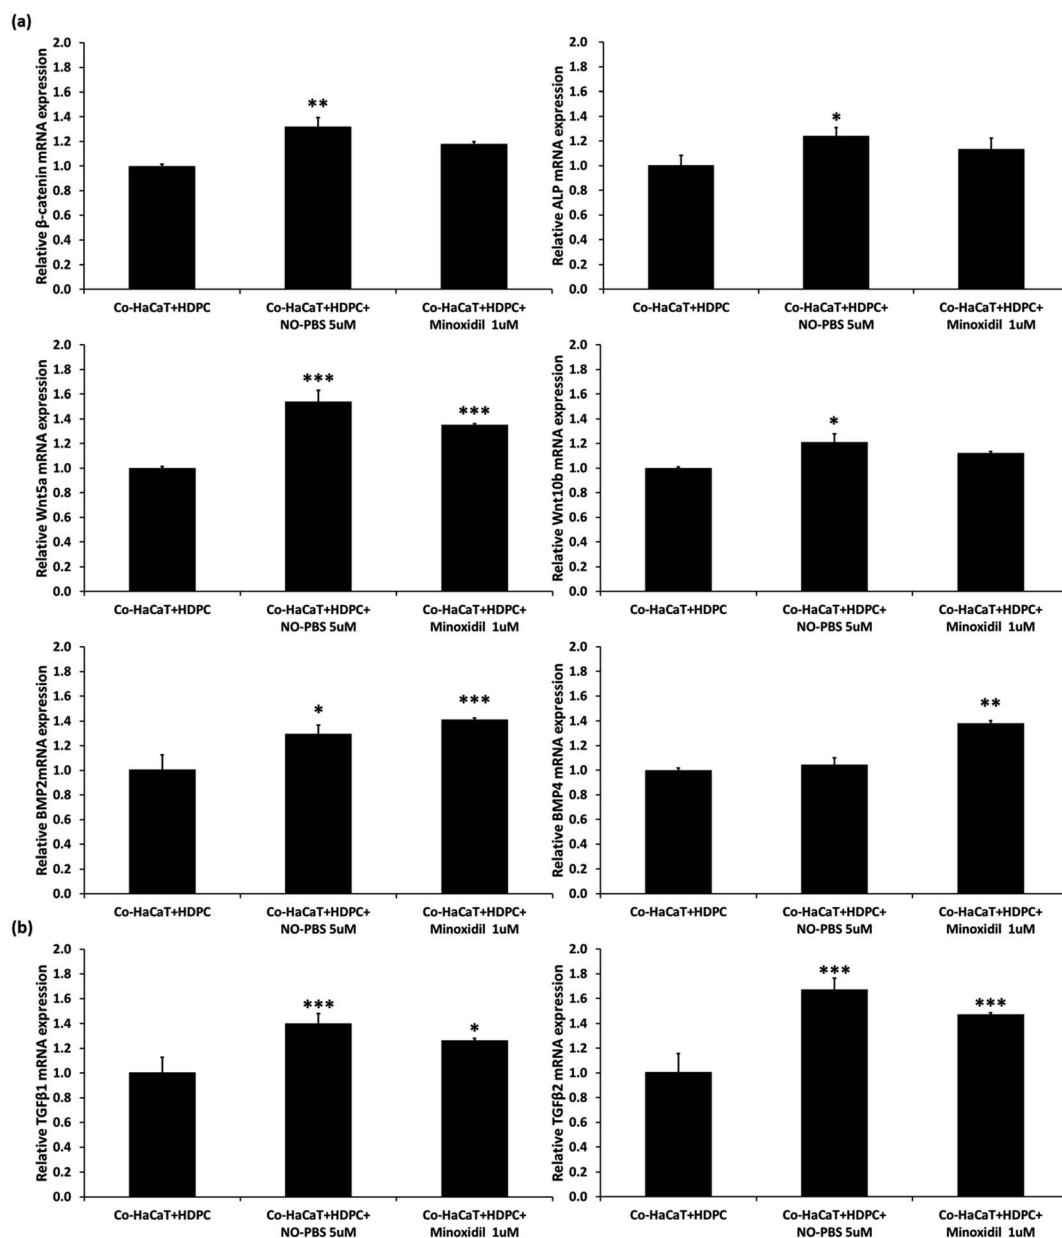 (a)
Relative β-catenin mRNA expression
2.0
1.8
1.6
1.4
1.2
1.0
0.8
0.6
0.4
0.2
0.0
**
Co-HaCaT+HDPC
Co-HaCaT+HDPC+
NO-PBS 5uM
Co-HaCaT+HDPC+
Minoxidil 1uM
Relative ALP mRNA expression
2.0
1.8
1.6
1.4
1.2
1.0
0.8
0.6
0.4
0.2
0.0
*
Co-HaCaT+HDPC
Co-HaCaT+HDPC+
NO-PBS 5uM
Co-HaCaT+HDPC+
Minoxidil 1uM
Relative Wnt5a mRNA expression
2.0
1.8
1.6
1.4
1.2
1.0
0.8
0.6
0.4
0.2
0.0
***
***
Co-HaCaT+HDPC
Co-HaCaT+HDPC+
NO-PBS 5uM
Co-HaCaT+HDPC+
Minoxidil 1uM
Relative Wnt10b mRNA expression
2.0
1.8
1.6
1.4
1.2
1.0
0.8
0.6
0.4
0.2
0.0
*
Co-HaCaT+HDPC
Co-HaCaT+HDPC+
NO-PBS 5uM
Co-HaCaT+HDPC+
Minoxidil 1uM
Relative BMP2mRNA expression
2.0
1.8
1.6
1.4
1.2
1.0
0.8
0.6
0.4
0.2
0.0
*
***
Co-HaCaT+HDPC
Co-HaCaT+HDPC+
NO-PBS 5uM
Co-HaCaT+HDPC+
Minoxidil 1uM
Relative BMP4 mRNA expression
2.0
1.8
1.6
1.4
1.2
1.0
0.8
0.6
0.4
0.2
0.0
**
Co-HaCaT+HDPC
Co-HaCaT+HDPC+
NO-PBS 5uM
Co-HaCaT+HDPC+
Minoxidil 1uM
(b)
Relative TGFβ1 mRNA expression
2.0
1.8
1.6
1.4
1.2
1.0
0.8
0.6
0.4
0.2
0.0
***
*
Co-HaCaT+HDPC
Co-HaCaT+HDPC+
NO-PBS 5uM
Co-HaCaT+HDPC+
Minoxidil 1uM
Relative TGFβ2 mRNA expression
2.0
1.8
1.6
1.4
1.2
1.0
0.8
0.6
0.4
0.2
0.0
***
***
Co-HaCaT+HDPC
Co-HaCaT+HDPC+
NO-PBS 5uM
Co-HaCaT+HDPC+
Minoxidil 1uM